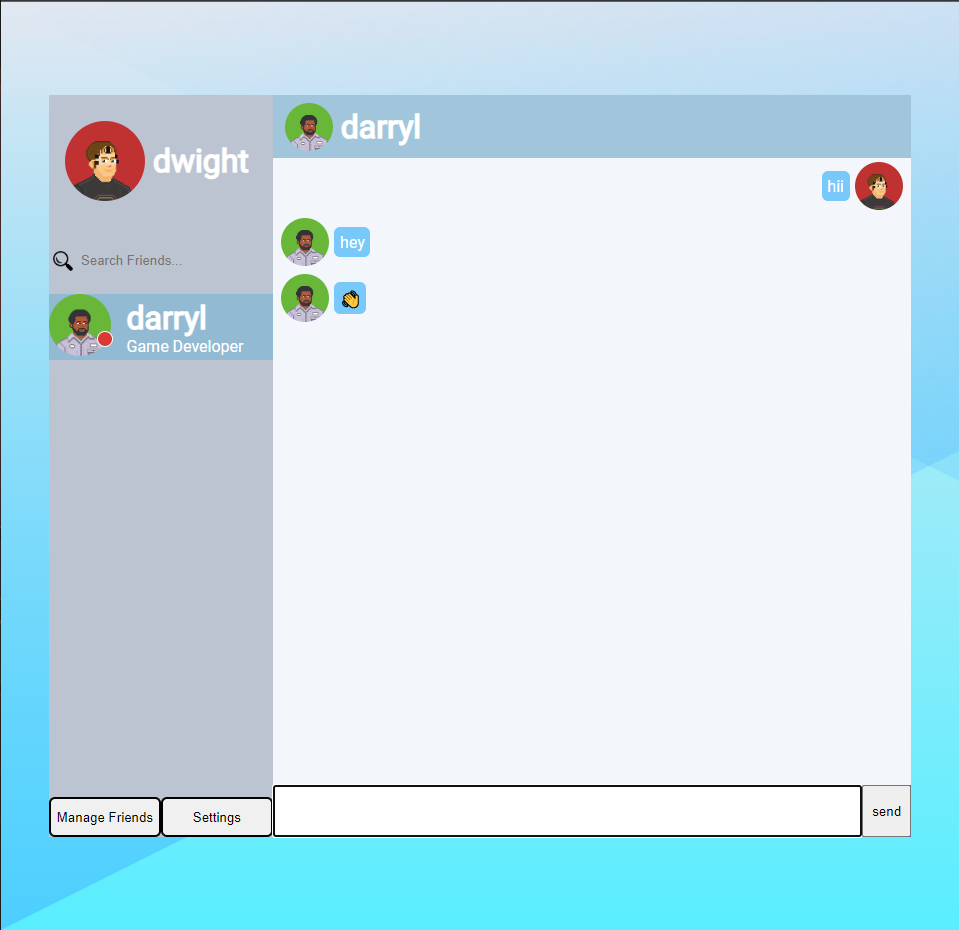 dwight
Search Friends...
darryl
Game Developer
Manage Friends
Settings
darryl
hii
hey
👋
send